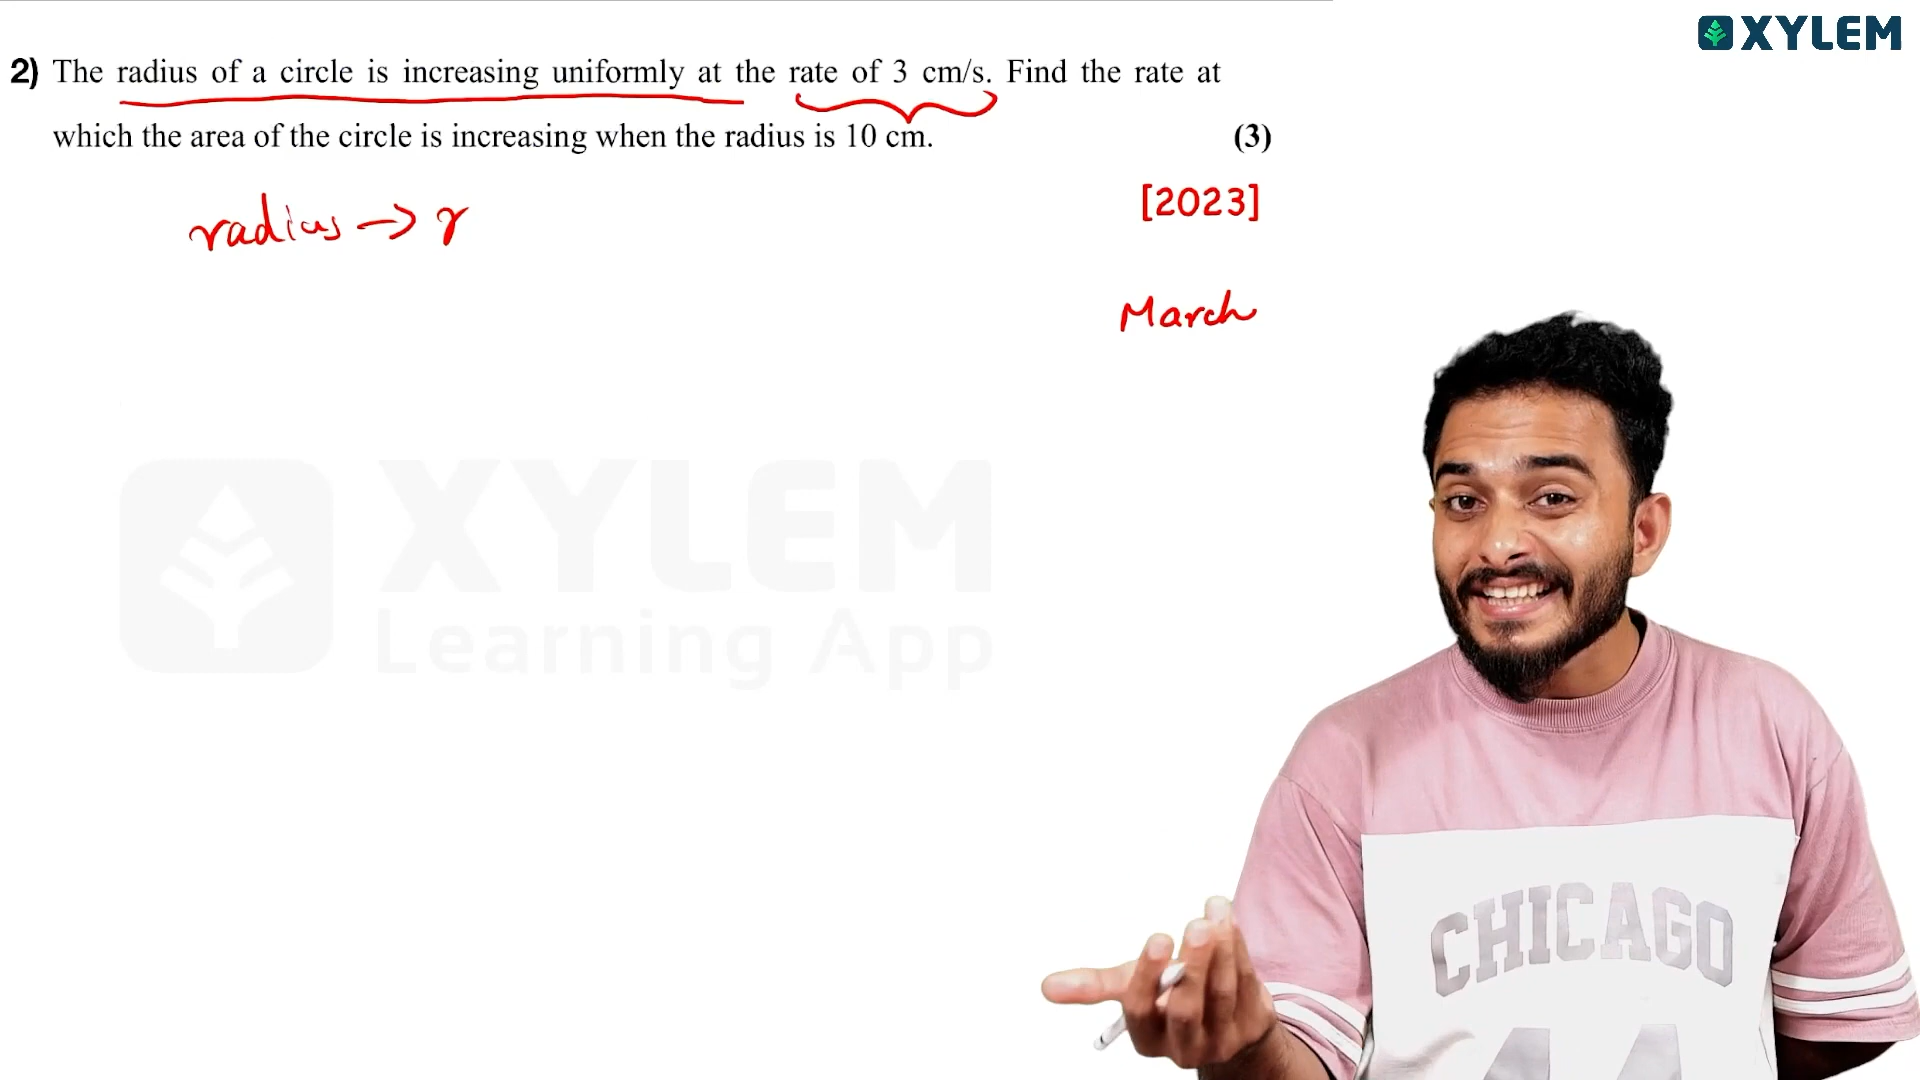 XYLEM
2) The radius of a circle is increasing uniformly at the rate of 3 cm/s. Find the rate at
which the area of the circle is increasing when the radius is 10 cm. (3)
[2023]
radius → r
March
XYLEM
Learning App
CHICAGO
44